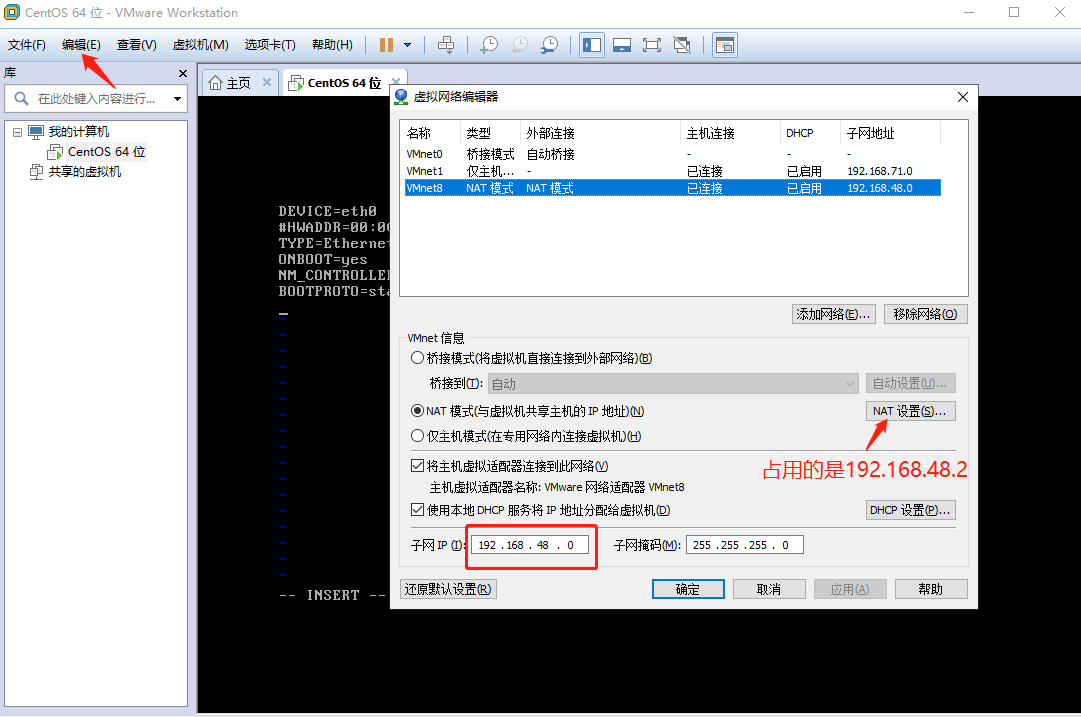 CentOS 64 位 - VMware Workstation
文件(F) 编辑(E) 查看(V) 虚拟机(M) 选项卡(T) 帮助(H)
库
在此处键入内容进行...
我的计算机
CentOS 64 位
共享的虚拟机
主页 CentOS 64 位
DEVICE=eth0
#HWADDR=00:0
TYPE=Etherne
ONBOOT=yes
NM_CONTROLLE
BOOTPROTO=sta
-- INSERT --
虚拟网络编辑器
名称 类型 外部连接 主机连接 DHCP 子网地址
VMnet0 桥接模式 自动桥接 - - -
VMnet1 仅主机... - 已连接 已启用 192.168.71.0
VMnet8 NAT 模式 NAT 模式 已连接 已启用 192.168.48.0
添加网络(E)... 移除网络(O)
VMnet 信息
桥接模式(将虚拟机直接连接到外部网络)(B)
桥接到(T): 自动 自动设置(U)...
NAT 模式(与虚拟机共享主机的 IP 地址)(N) NAT 设置(S)...
仅主机模式(在专用网络内连接虚拟机)(H)
占用的是192.168.48.2
将主机虚拟适配器连接到此网络(V)
主机虚拟适配器名称: VMware 网络适配器 VMnet8
使用本地 DHCP 服务将 IP 地址分配给虚拟机(D) DHCP 设置(P)...
子网 IP (I): 192 . 168 . 48 . 0 子网掩码(M): 255 . 255 . 255 . 0
还原默认设置(R) 确定 取消 应用(A) 帮助